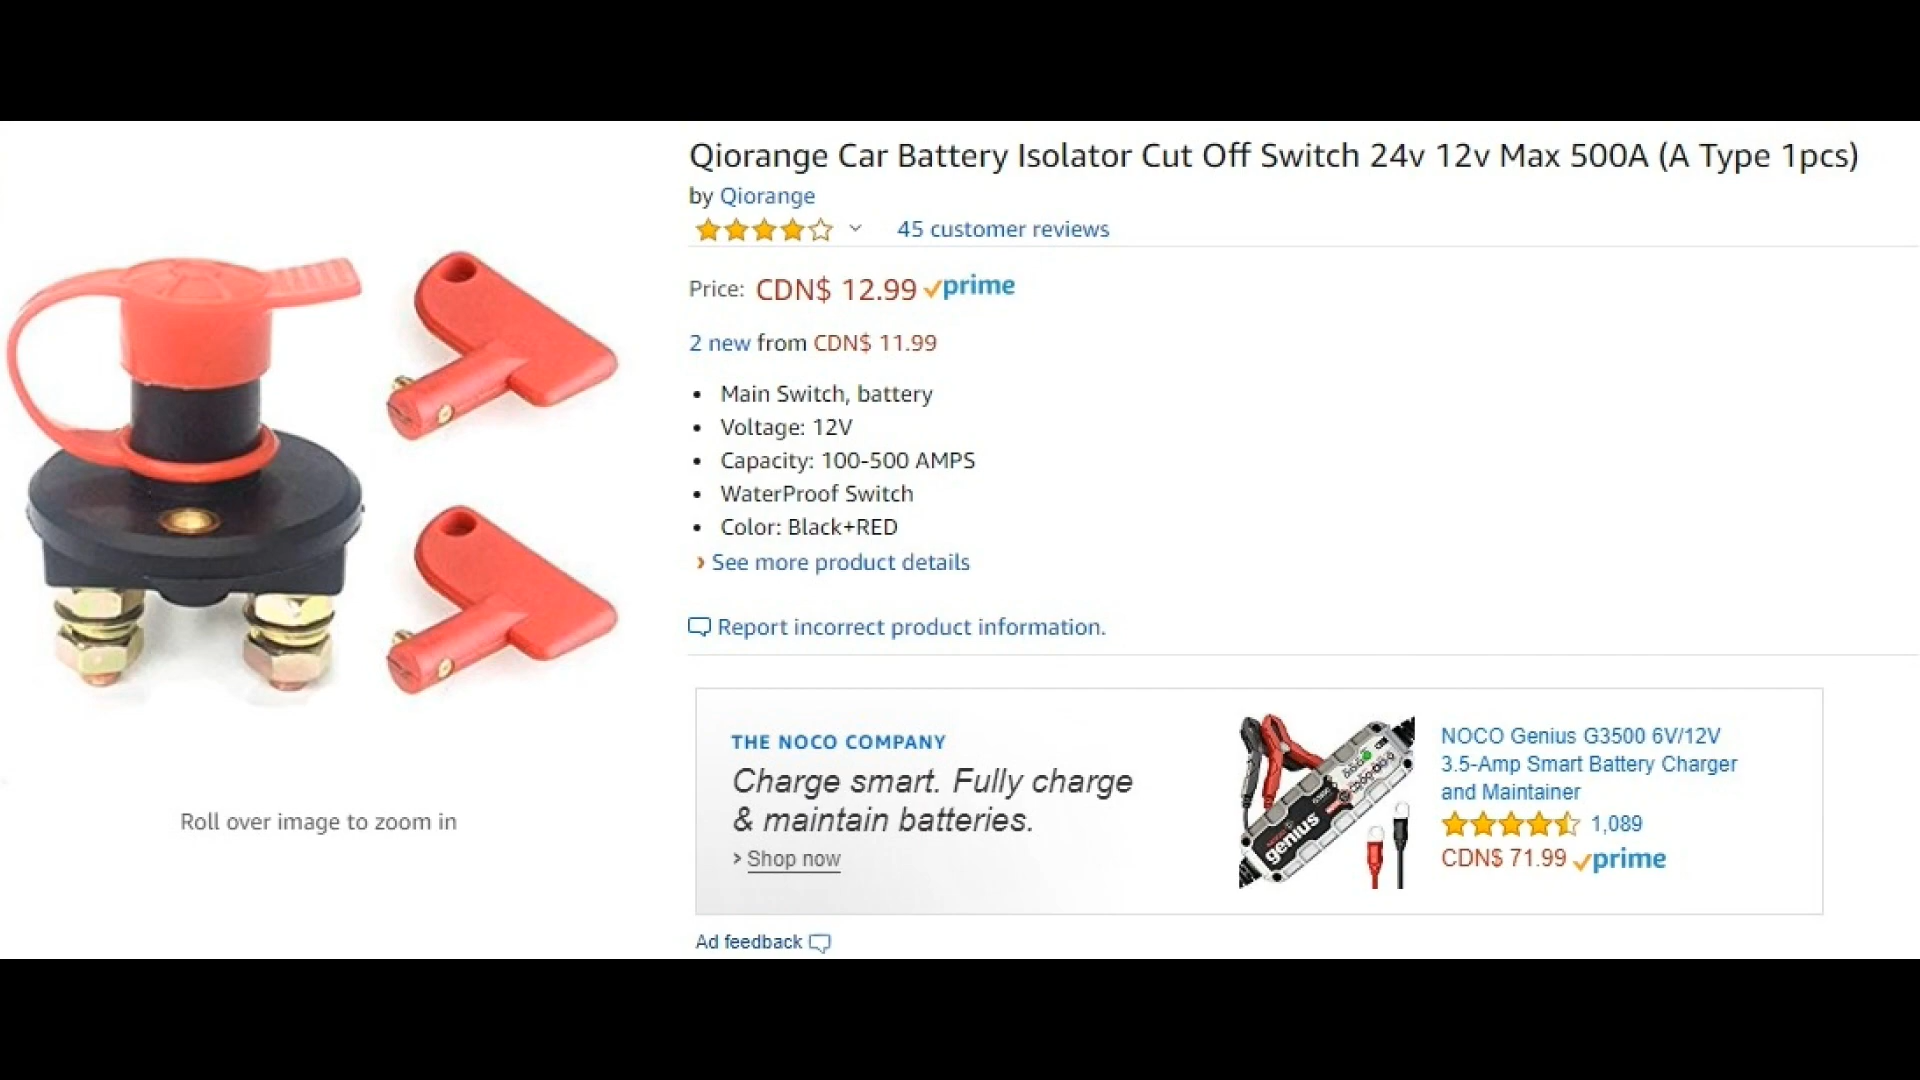 Qiorange Car Battery Isolator Cut Off Switch 24v 12v Max 500A (A Type 1pcs)
by Qiorange
45 customer reviews
Price: CDN$ 12.99 prime
2 new from CDN$ 11.99
Main Switch, battery
Voltage: 12V
Capacity: 100-500 AMPS
WaterProof Switch
Color: Black+RED
See more product details
Report incorrect product information.
Roll over image to zoom in
THE NOCO COMPANY
Charge smart. Fully charge
& maintain batteries.
Shop now
genius
NOCO Genius G3500 6V/12V
3.5-Amp Smart Battery Charger
and Maintainer
1,089
CDN$ 71.99 prime
Ad feedback